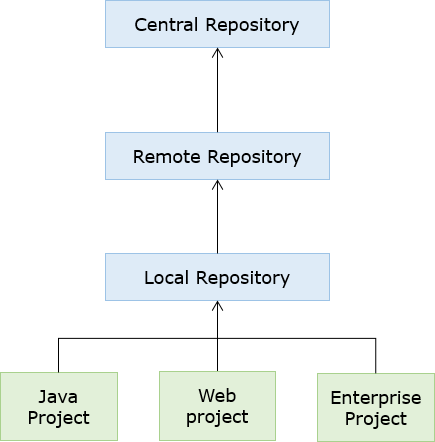 Central Repository
Remote Repository
Local Repository
Java
Project
Web
project
Enterprise
Project